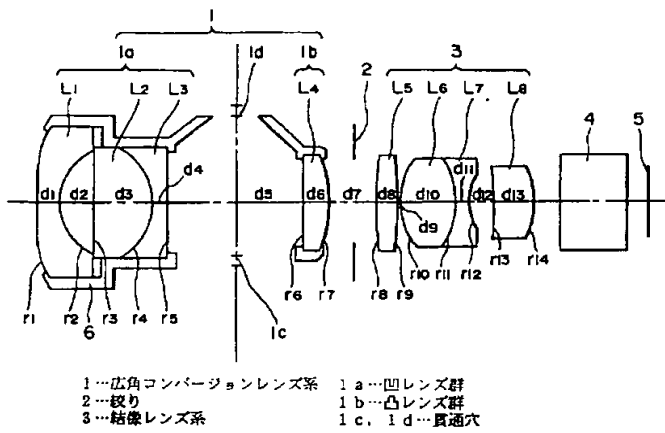 1
1a 1d 1b 3
L1 L2 L3 L4 2 L5 L6 L7 L8 4 5
d4
d1 d2 d3 d5 d6 d7 d8 d10 d11 d12 d13
d9
r6 r7 r8 r9 r10 r11 r12 r13 r14
r1 r2 6 r3 r4 r5 1c
1…広角コンバージョンレンズ系 1a…凹レンズ群
2…絞り 1b…凸レンズ群
3…結像レンズ系 1c, 1d…貫通穴